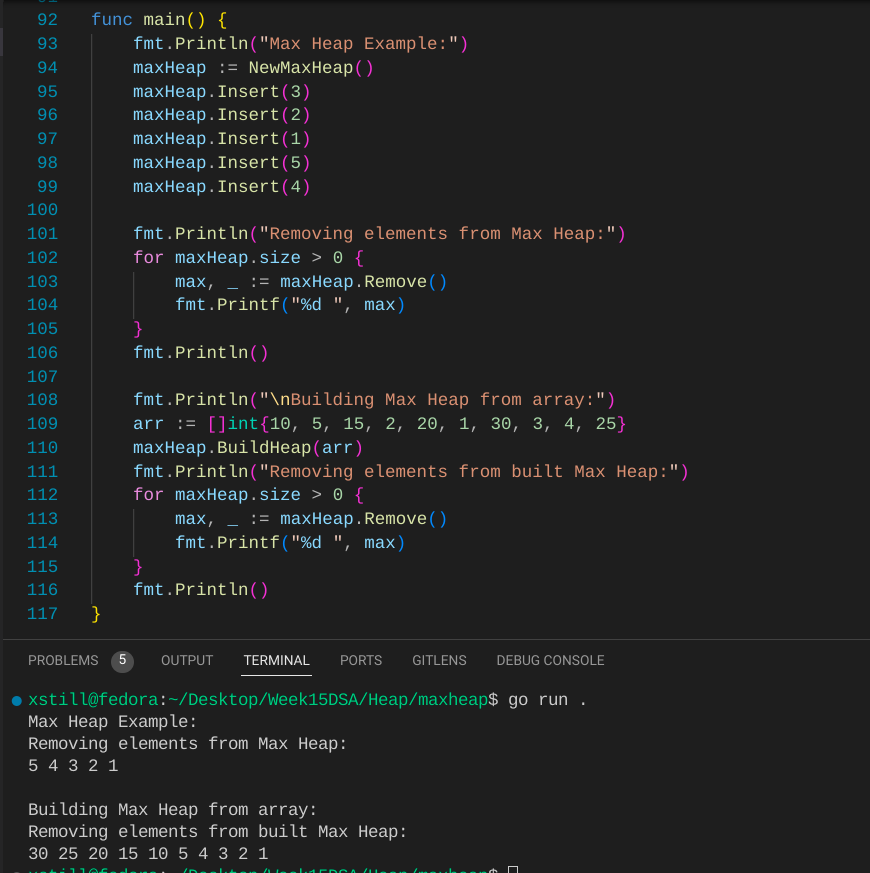 92 func main() {
93 fmt.Println("Max Heap Example:")
94 maxHeap := NewMaxHeap()
95 maxHeap.Insert(3)
96 maxHeap.Insert(2)
97 maxHeap.Insert(1)
98 maxHeap.Insert(5)
99 maxHeap.Insert(4)
100
101 fmt.Println("Removing elements from Max Heap:")
102 for maxHeap.size > 0 {
103 max, _ := maxHeap.Remove()
104 fmt.Printf("%d ", max)
105 }
106 fmt.Println()
107
108 fmt.Println("\nBuilding Max Heap from array:")
109 arr := []int{10, 5, 15, 2, 20, 1, 30, 3, 4, 25}
110 maxHeap.BuildHeap(arr)
111 fmt.Println("Removing elements from built Max Heap:")
112 for maxHeap.size > 0 {
113 max, _ := maxHeap.Remove()
114 fmt.Printf("%d ", max)
115 }
116 fmt.Println()
117 }
PROBLEMS 5 OUTPUT TERMINAL PORTS GITLENS DEBUG CONSOLE
xstill@fedora:~/Desktop/Week15DSA/Heap/maxheap$ go run .
Max Heap Example:
Removing elements from Max Heap:
5 4 3 2 1
Building Max Heap from array:
Removing elements from built Max Heap:
30 25 20 15 10 5 4 3 2 1